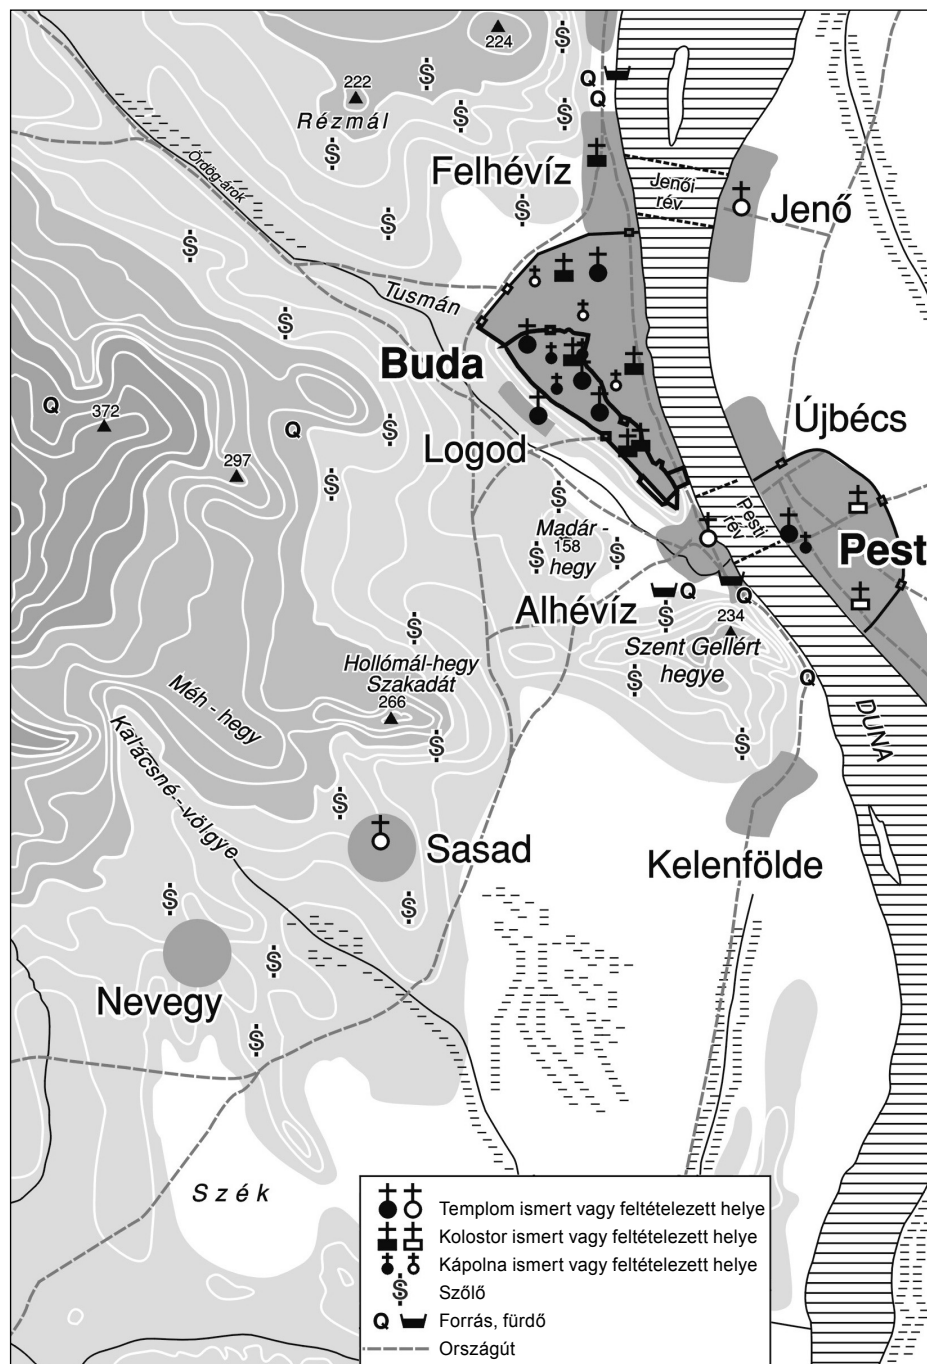 224
222
Rézmál
Q
Q
Felhévíz
Jenői
rév
Jenő
Ördög-árok
Tusmán
Buda
Q
372
Q
297
Logod
Újbécs
Madár -
158
hegy
Pesti
rév
Pest
Alhévíz
Q
Q
234
Szent Gellért
hegye
Q
Hollómál-hegy
Szakadát
266
Méh - hegy
Kalácsné - völgye
DUNA
Sasad
Kelenfölde
Nevegy
Szék
Templom ismert vagy feltételezett helye
Kolostor ismert vagy feltételezett helye
Kápolna ismert vagy feltételezett helye
Szőlő
Q Forrás, fürdő
Országút